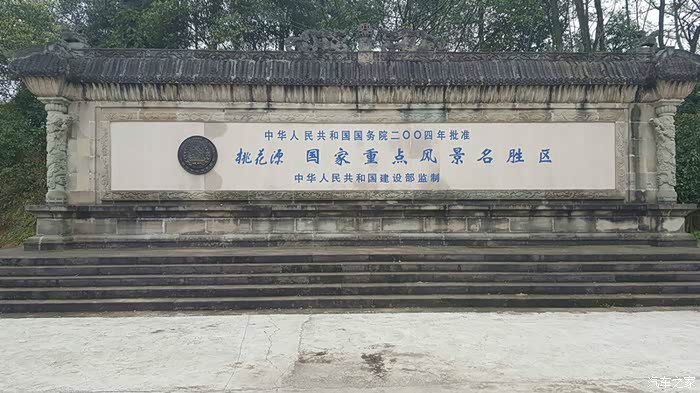 中华人民共和国国务院二〇〇四年批准
桃花源 国家重点风景名胜区
中华人民共和国建设部监制
汽车之家